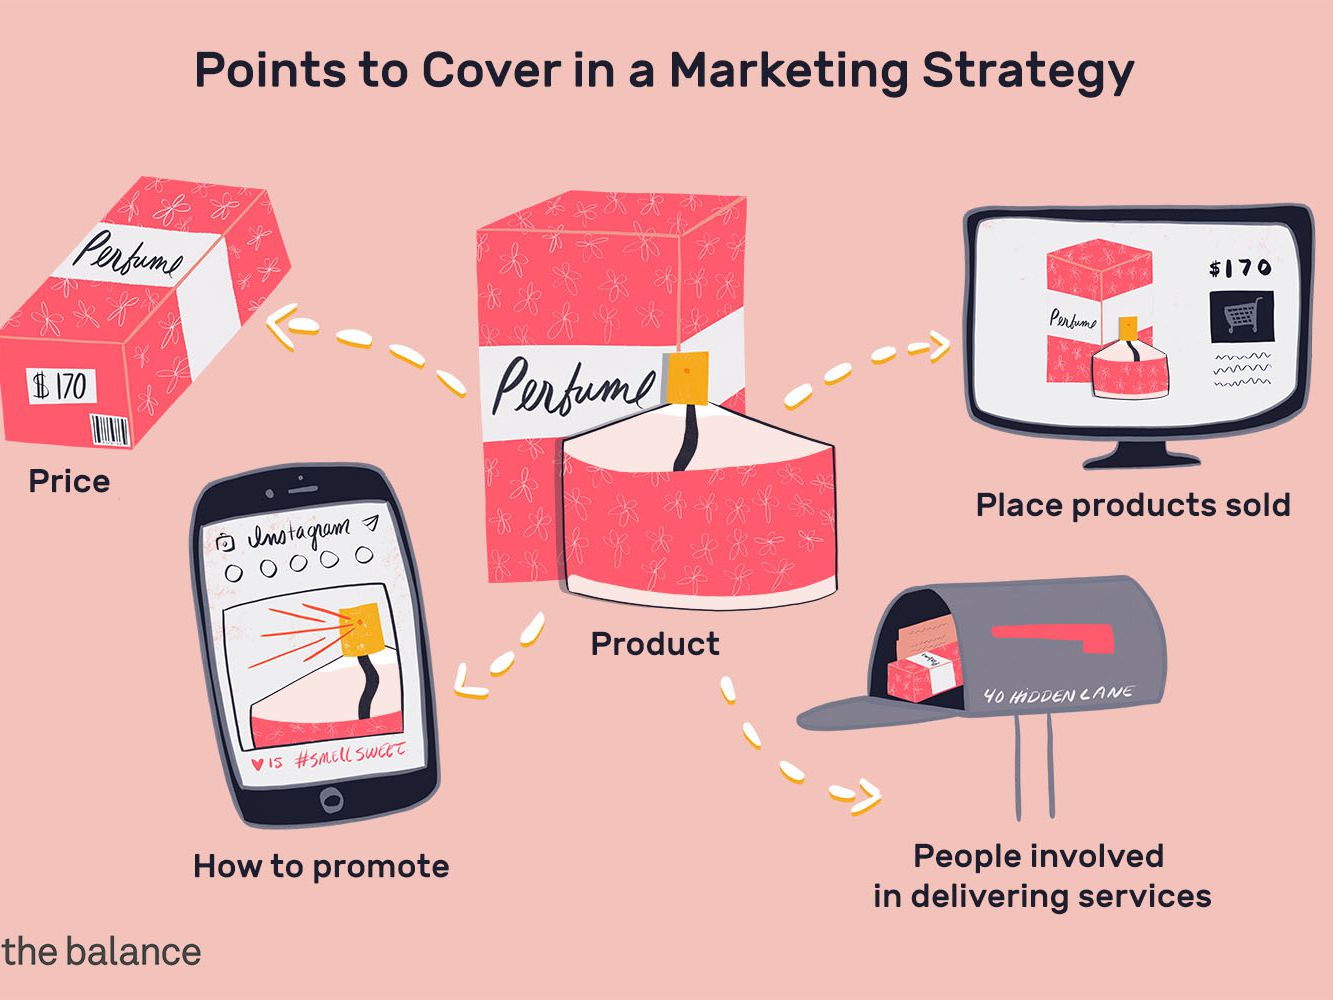 Points to Cover in a Marketing Strategy
Perfume
$ 170
Price
Perfume
Product
$170
Perfume
Place products sold
Instagram
15 #SMELLSWEET
How to promote
Perfume
40 HIDDEN LANE
People involved
in delivering services
the balance